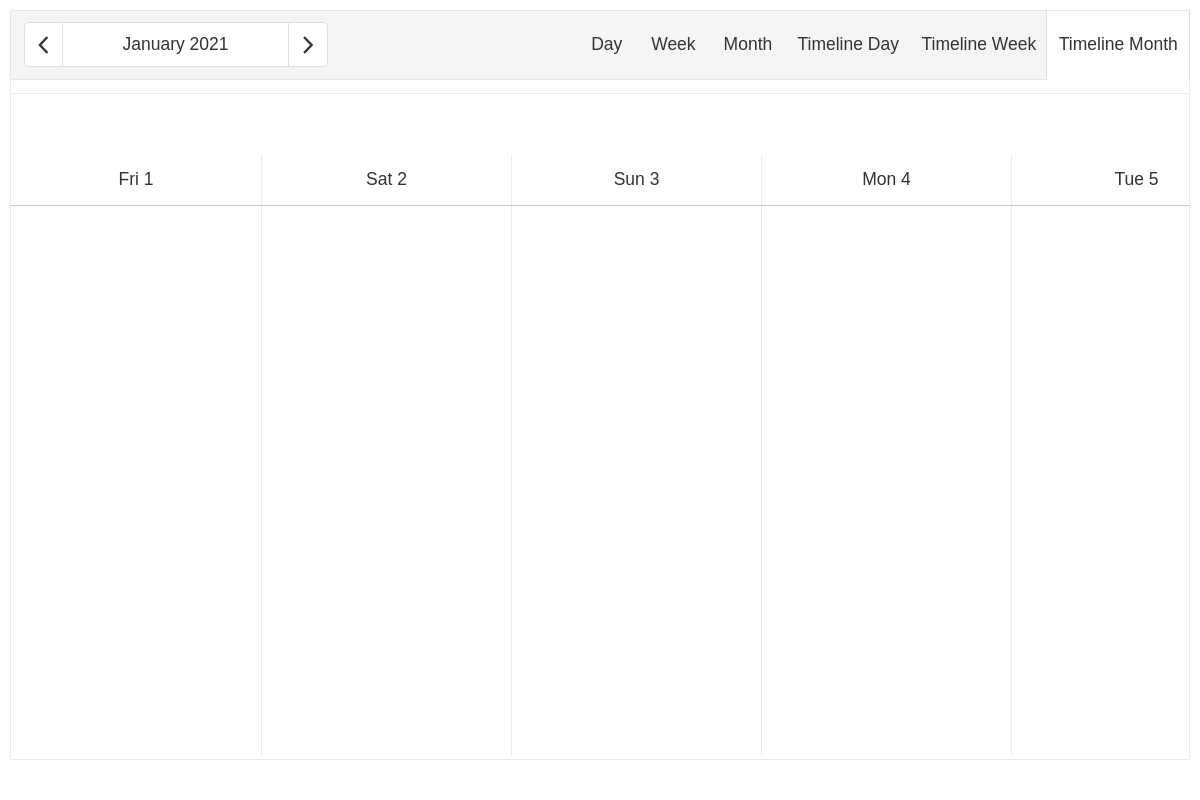 January 2021 Day Week Month Timeline Day Timeline Week Timeline Month
Fri 1 Sat 2 Sun 3 Mon 4 Tue 5